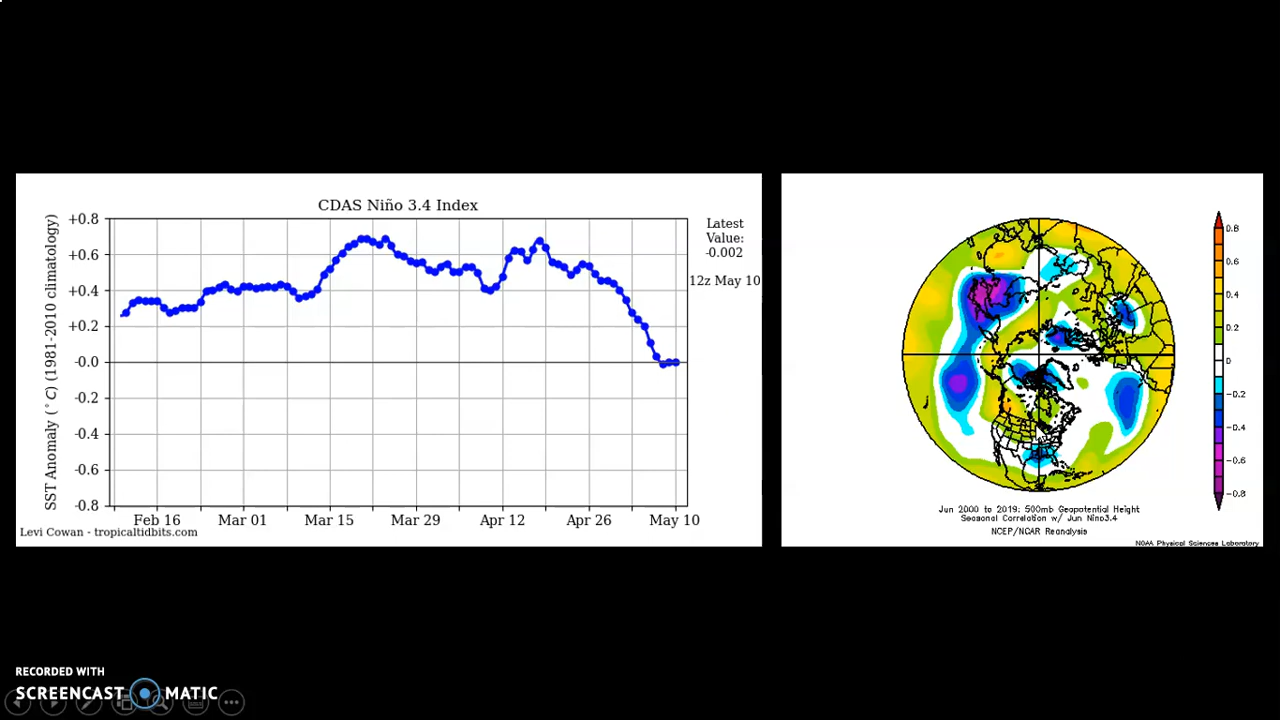 CDAS Niño 3.4 Index
SST Anomaly (°C) (1981-2010 climatology)
+0.8
+0.6
+0.4
+0.2
-0.0
-0.2
-0.4
-0.6
-0.8
Feb 16 Mar 01 Mar 15 Mar 29 Apr 12 Apr 26 May 10
Latest
Value:
-0.002
12z May 10
Levi Cowan - tropicaltidbits.com
0.8
0.6
0.4
0.2
0
-0.2
-0.4
-0.6
-0.8
Jun 2000 to 2019: 500mb Geopotential Height
Seasonal Correlation w/ Jun Nino3.4
NCEP/NCAR Reanalysis
NOAA Physical Sciences Laboratory
RECORDED WITH
SCREENCAST MATIC